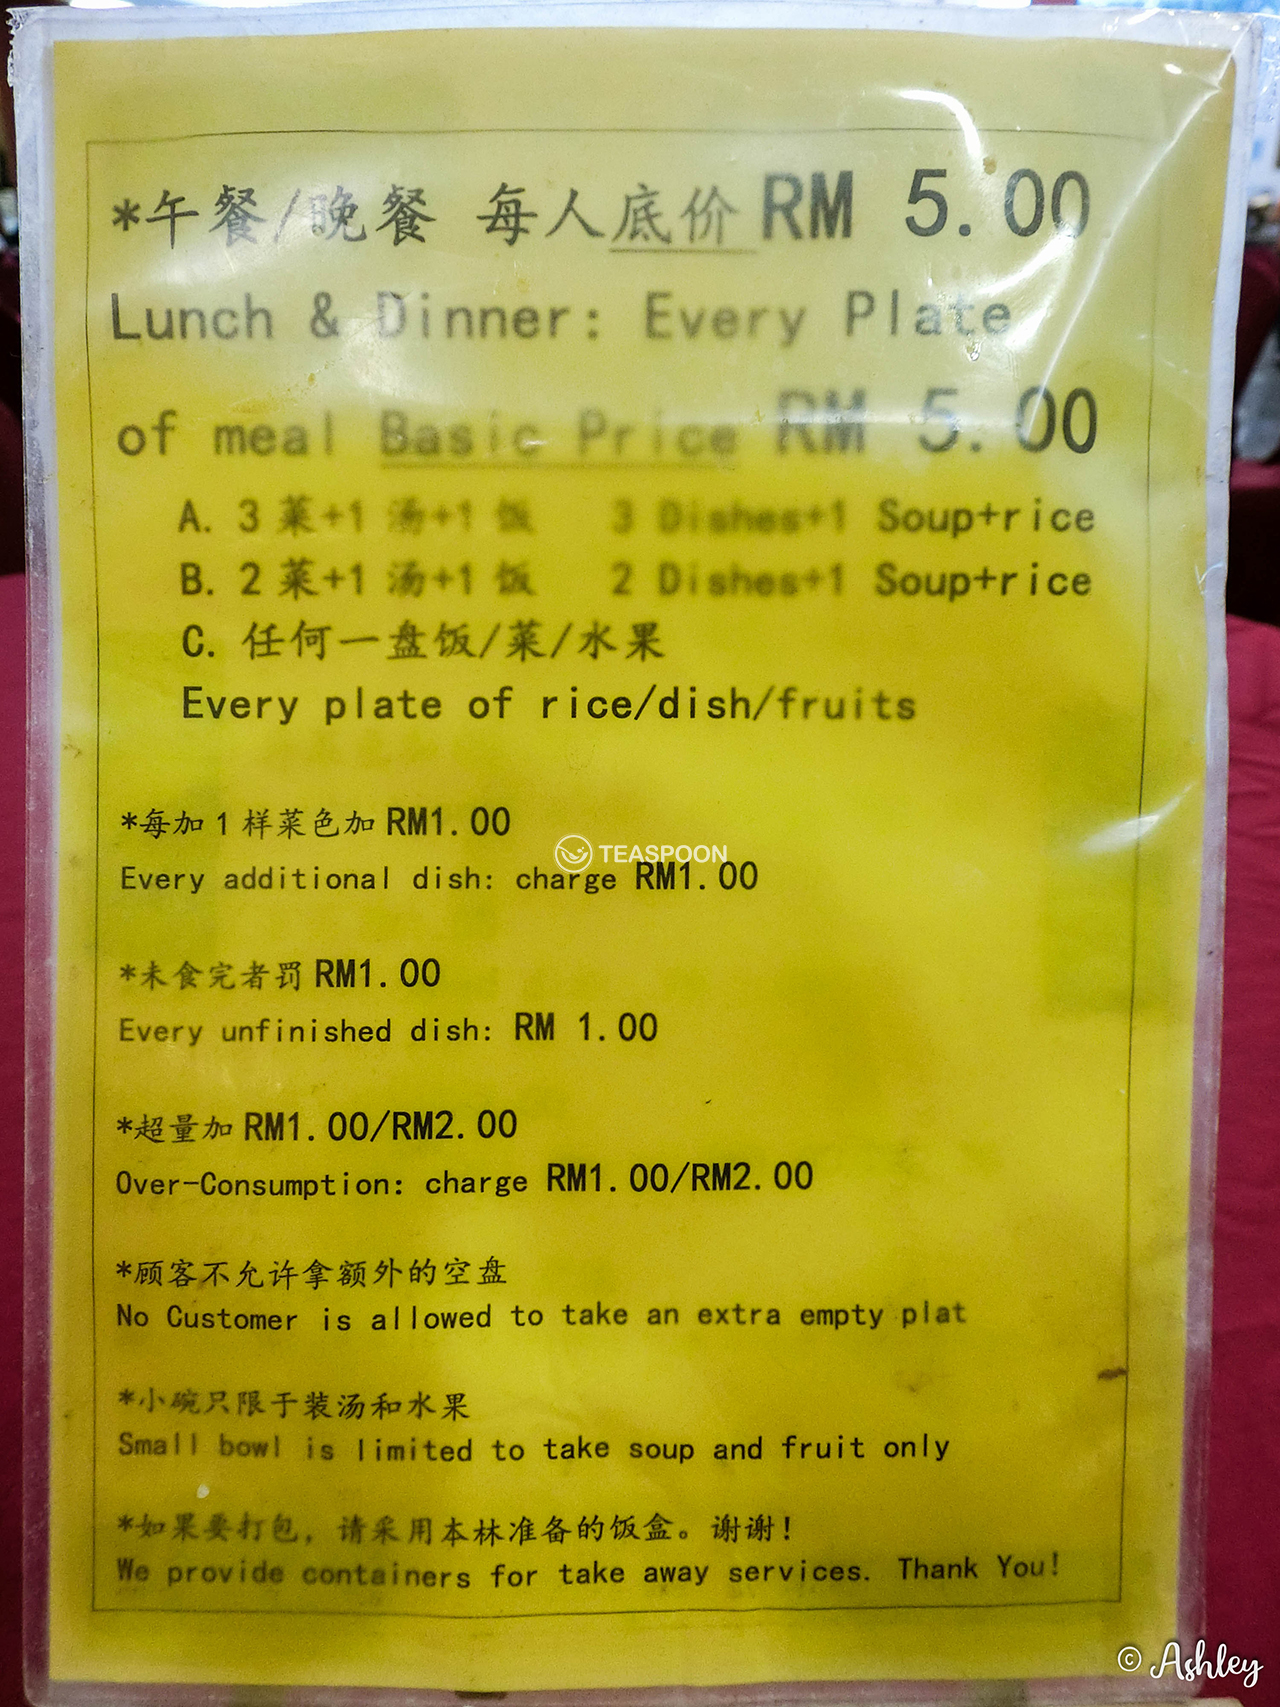 *午餐/晚餐 每人底价 RM 5.00
Lunch & Dinner: Every Plate
of meal Basic Price RM 5.00
A. 3 菜+1 汤+1 饭 3 Dishes+1 Soup+rice
B. 2 菜+1 汤+1 饭 2 Dishes+1 Soup+rice
C. 任何一盘饭/菜/水果
Every plate of rice/dish/fruits
*每加 1 样菜色加 RM1.00
TEASPOON
Every additional dish: charge RM1.00
*未食完者罚 RM1.00
Every unfinished dish: RM 1.00
*超量加 RM1.00/RM2.00
Over-Consumption: charge RM1.00/RM2.00
*顾客不允许拿额外的空盘
No Customer is allowed to take an extra empty plat
*小碗只限于装汤和水果
Small bowl is limited to take soup and fruit only
*如果要打包，请采用本林准备的饭盒。谢谢！
We provide containers for take away services. Thank You!
© Ashley